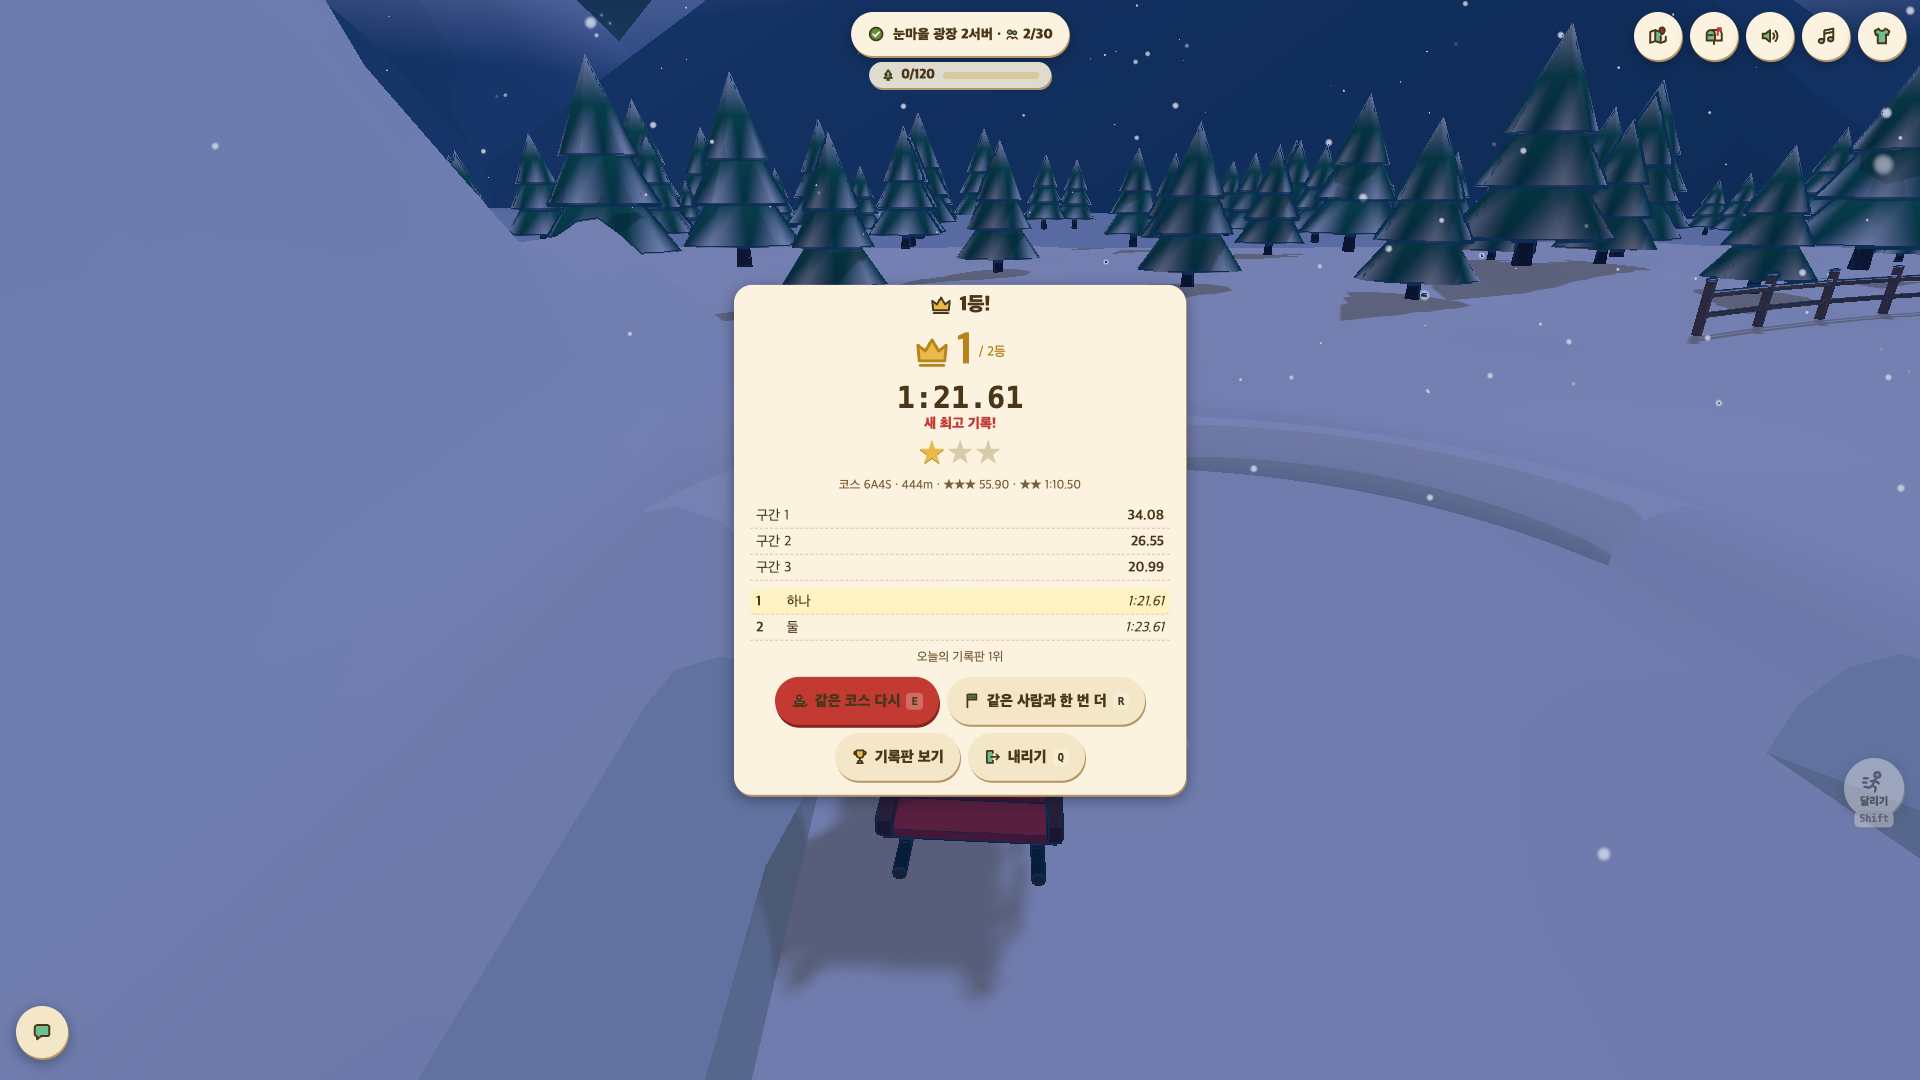 눈마을 광장 2서버 · 2/30
0/120
1등!
1 / 2등
1:21.61
새 최고 기록!
코스 6A4S · 444m · ★★★ 55.90 · ★★ 1:10.50
구간 1 34.08
구간 2 26.55
구간 3 20.99
1 하나 1:21.61
2 둘 1:23.61
오늘의 기록판 1위
같은 코스 다시 E
같은 사람과 한 번 더 R
기록판 보기
내리기 Q
달리기
Shift